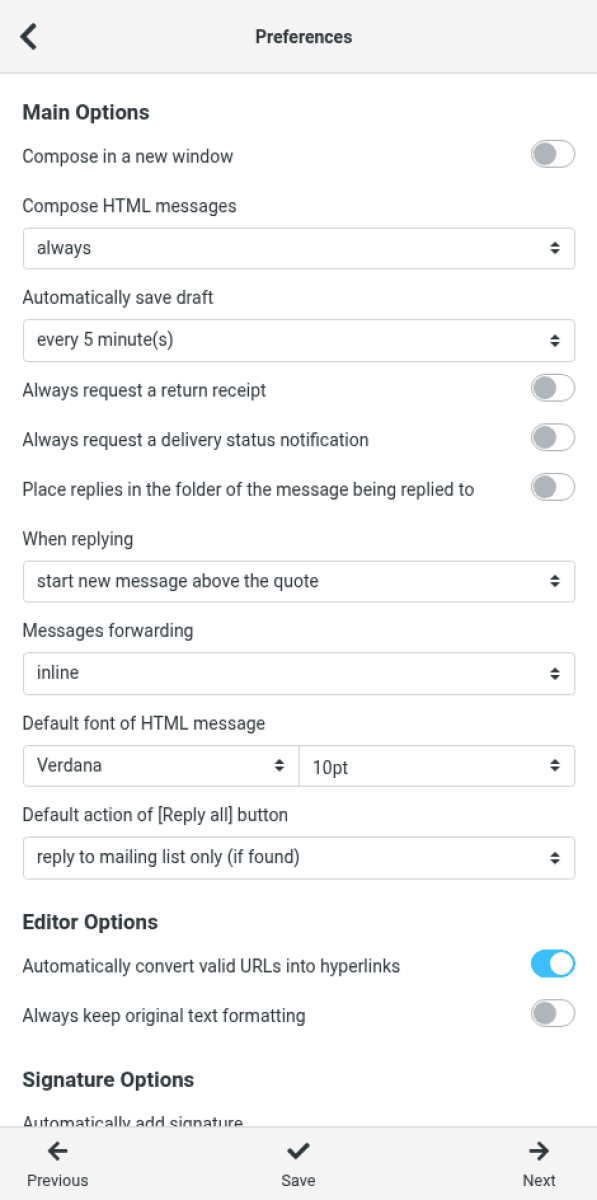 Preferences
Main Options
Compose in a new window
Compose HTML messages
always
Automatically save draft
every 5 minute(s)
Always request a return receipt
Always request a delivery status notification
Place replies in the folder of the message being replied to
When replying
start new message above the quote
Messages forwarding
inline
Default font of HTML message
Verdana 10pt
Default action of [Reply all] button
reply to mailing list only (if found)
Editor Options
Automatically convert valid URLs into hyperlinks
Always keep original text formatting
Signature Options
Automatically add signature
Previous Save Next